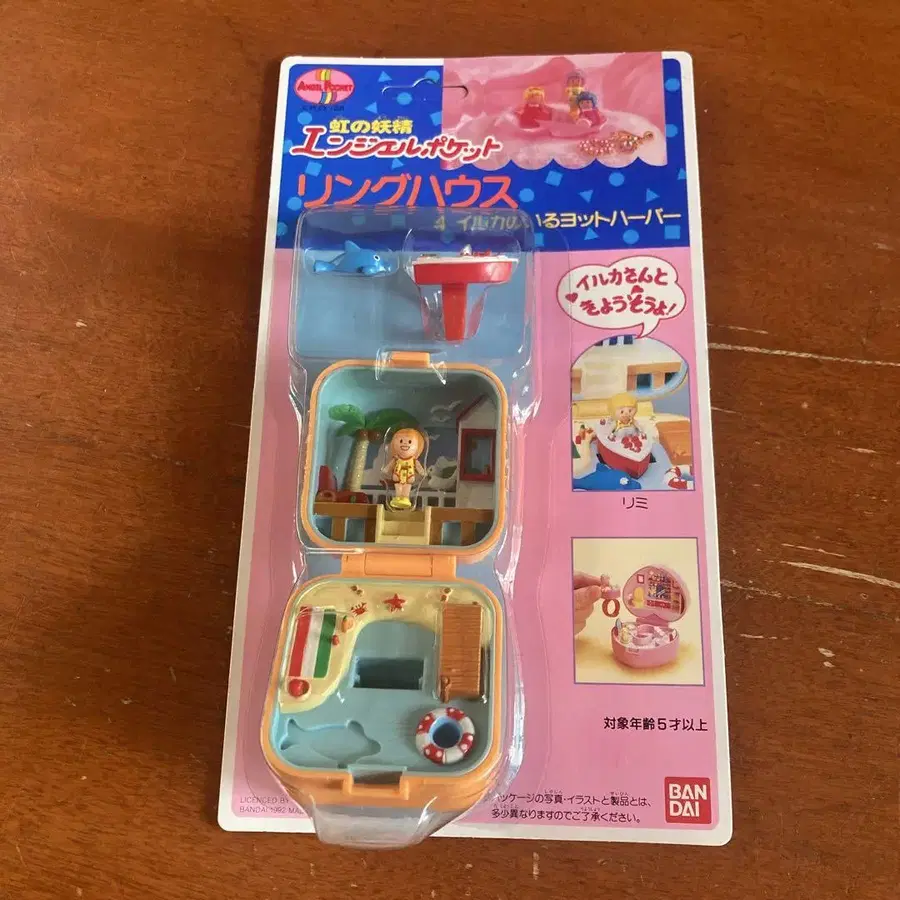 ANGEL POCKET
虹の妖精
エンジェルポケット
リングハウス
4 イルカのいるヨットハーバー
イルカさんと
きょうそうよ!
リミ
対象年齢5才以上
LICENCED BY
BANDAI 1992 MA
パッケージの写真・イラストと製品とは、
多少異なりますのでご了承ください。
BAN
DAI